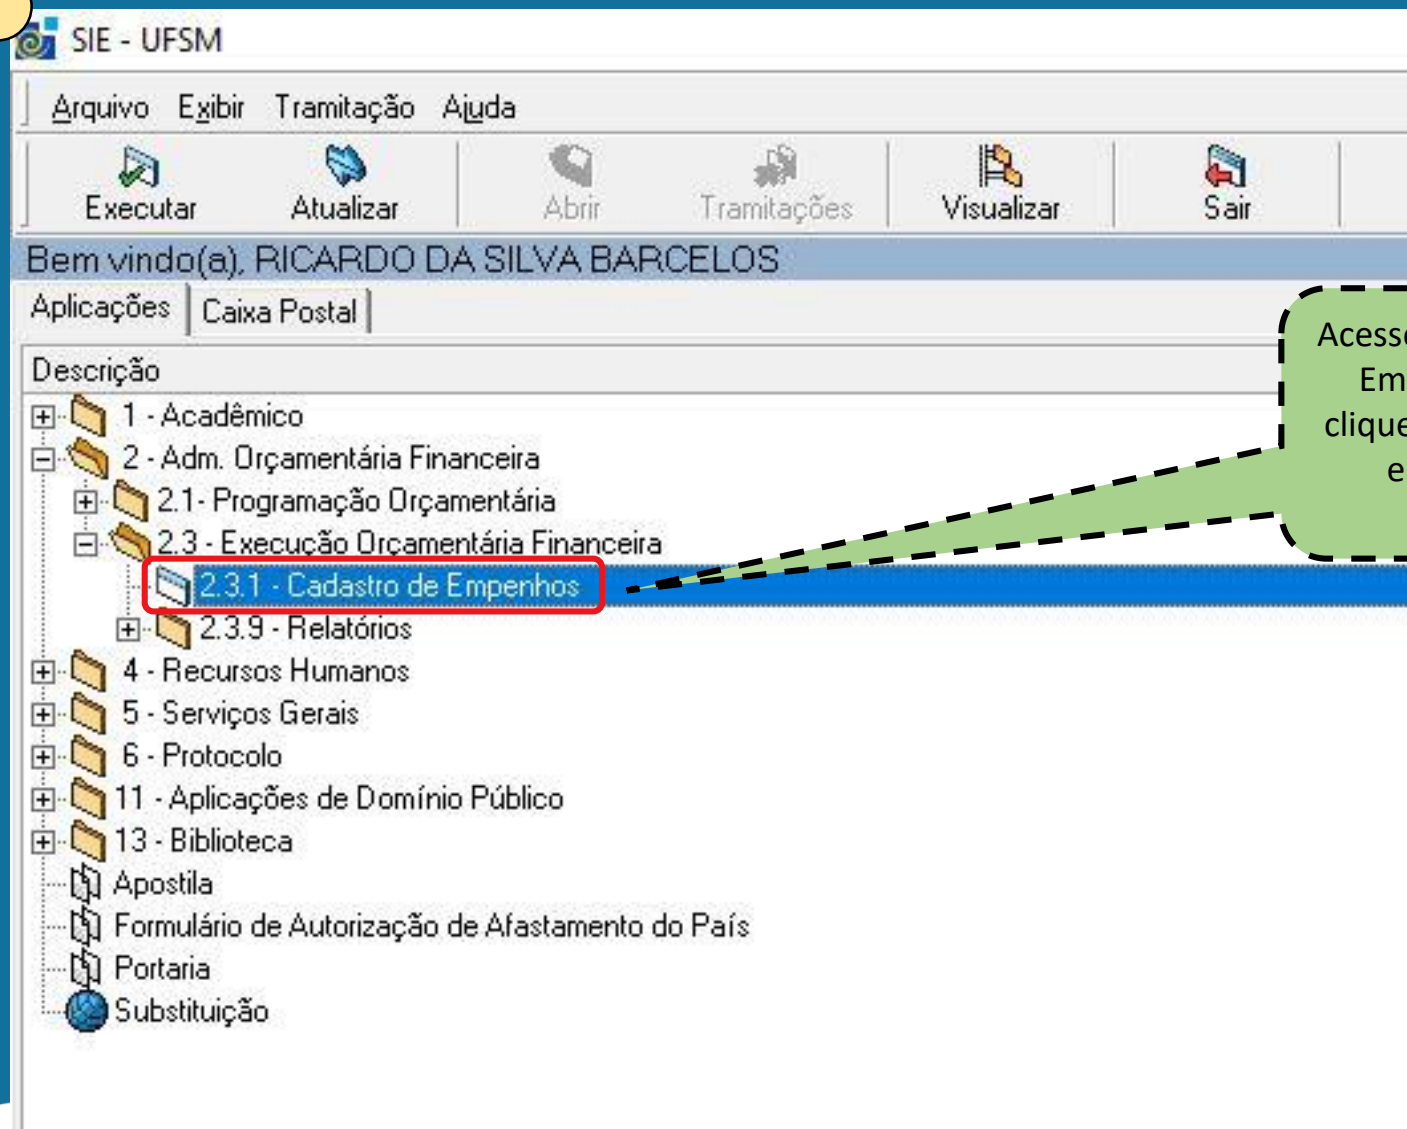 SIE - UFSM
Arquivo Exibir Tramitação Ajuda
Executar Atualizar Abrir Tramitações Visualizar Sair
Bem vindo(a), RICARDO DA SILVA BARCELOS
Aplicações Caixa Postal
Descrição
1 - Acadêmico
2 - Adm. Orçamentária Financeira
2.1- Programação Orçamentária
2.3 - Execução Orçamentária Financeira
2.3.1 - Cadastro de Empenhos
2.3.9 - Relatórios
4 - Recursos Humanos
5 - Serviços Gerais
6 - Protocolo
11 - Aplicações de Domínio Público
13 - Biblioteca
Apostila
Formulário de Autorização de Afastamento do País
Portaria
Substituição
clique